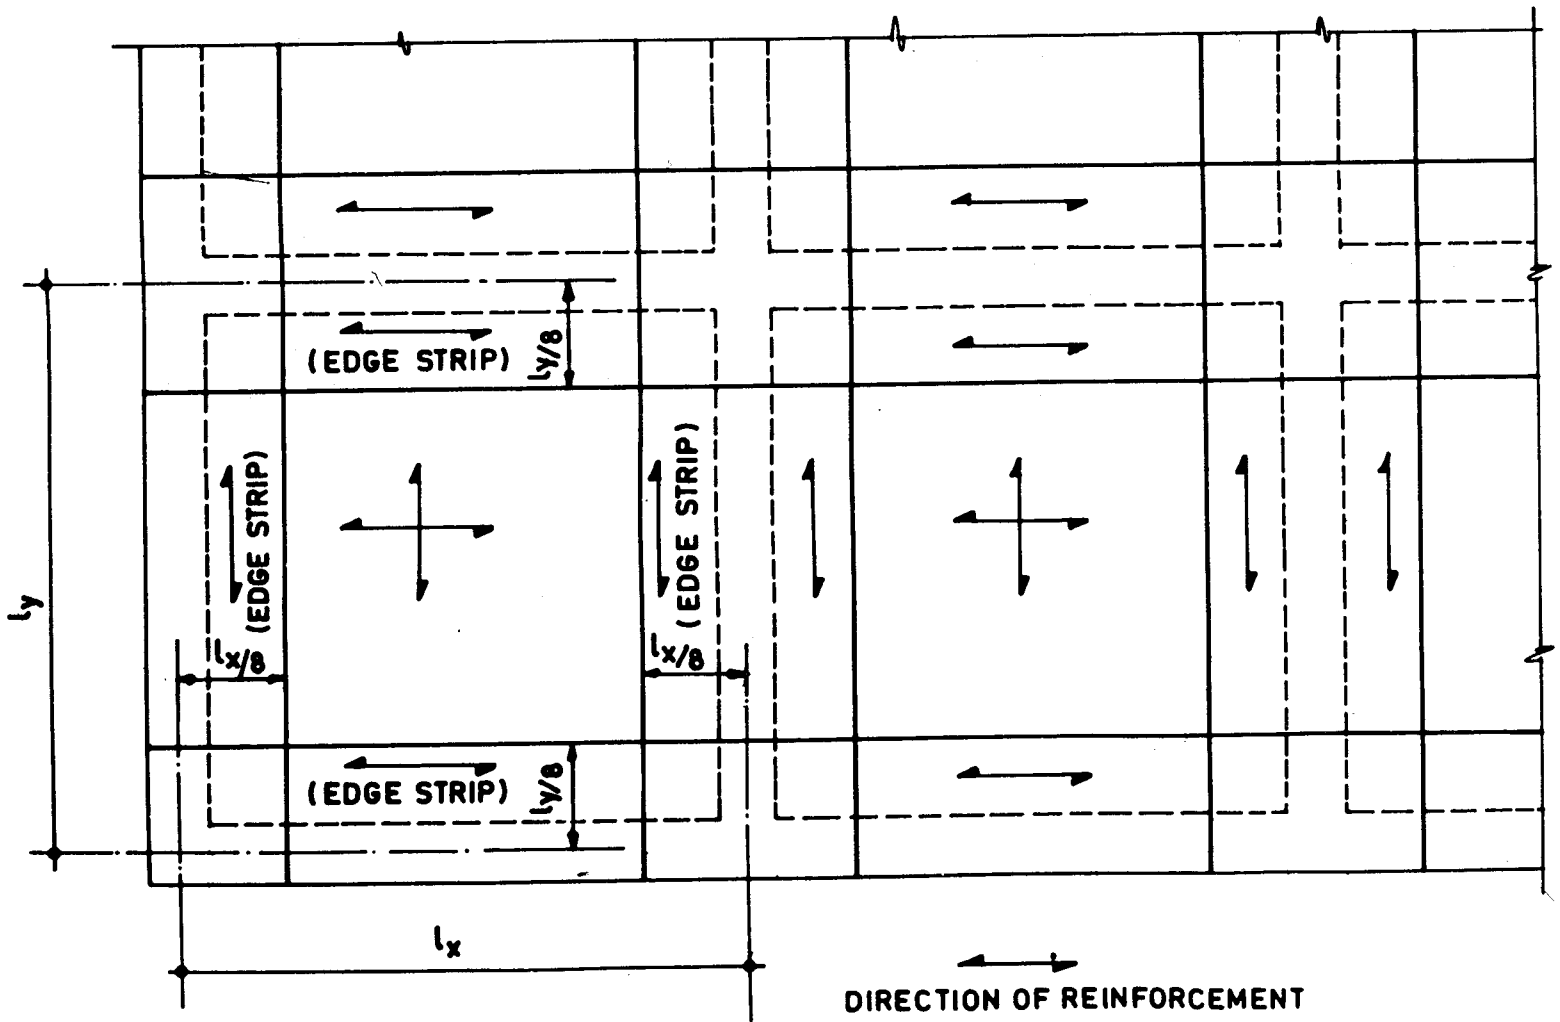 (EDGE STRIP)
ly/8
(EDGE STRIP)
(EDGE STRIP)
ly
lx/8
lx/8
(EDGE STRIP)
ly/8
lx
DIRECTION OF REINFORCEMENT